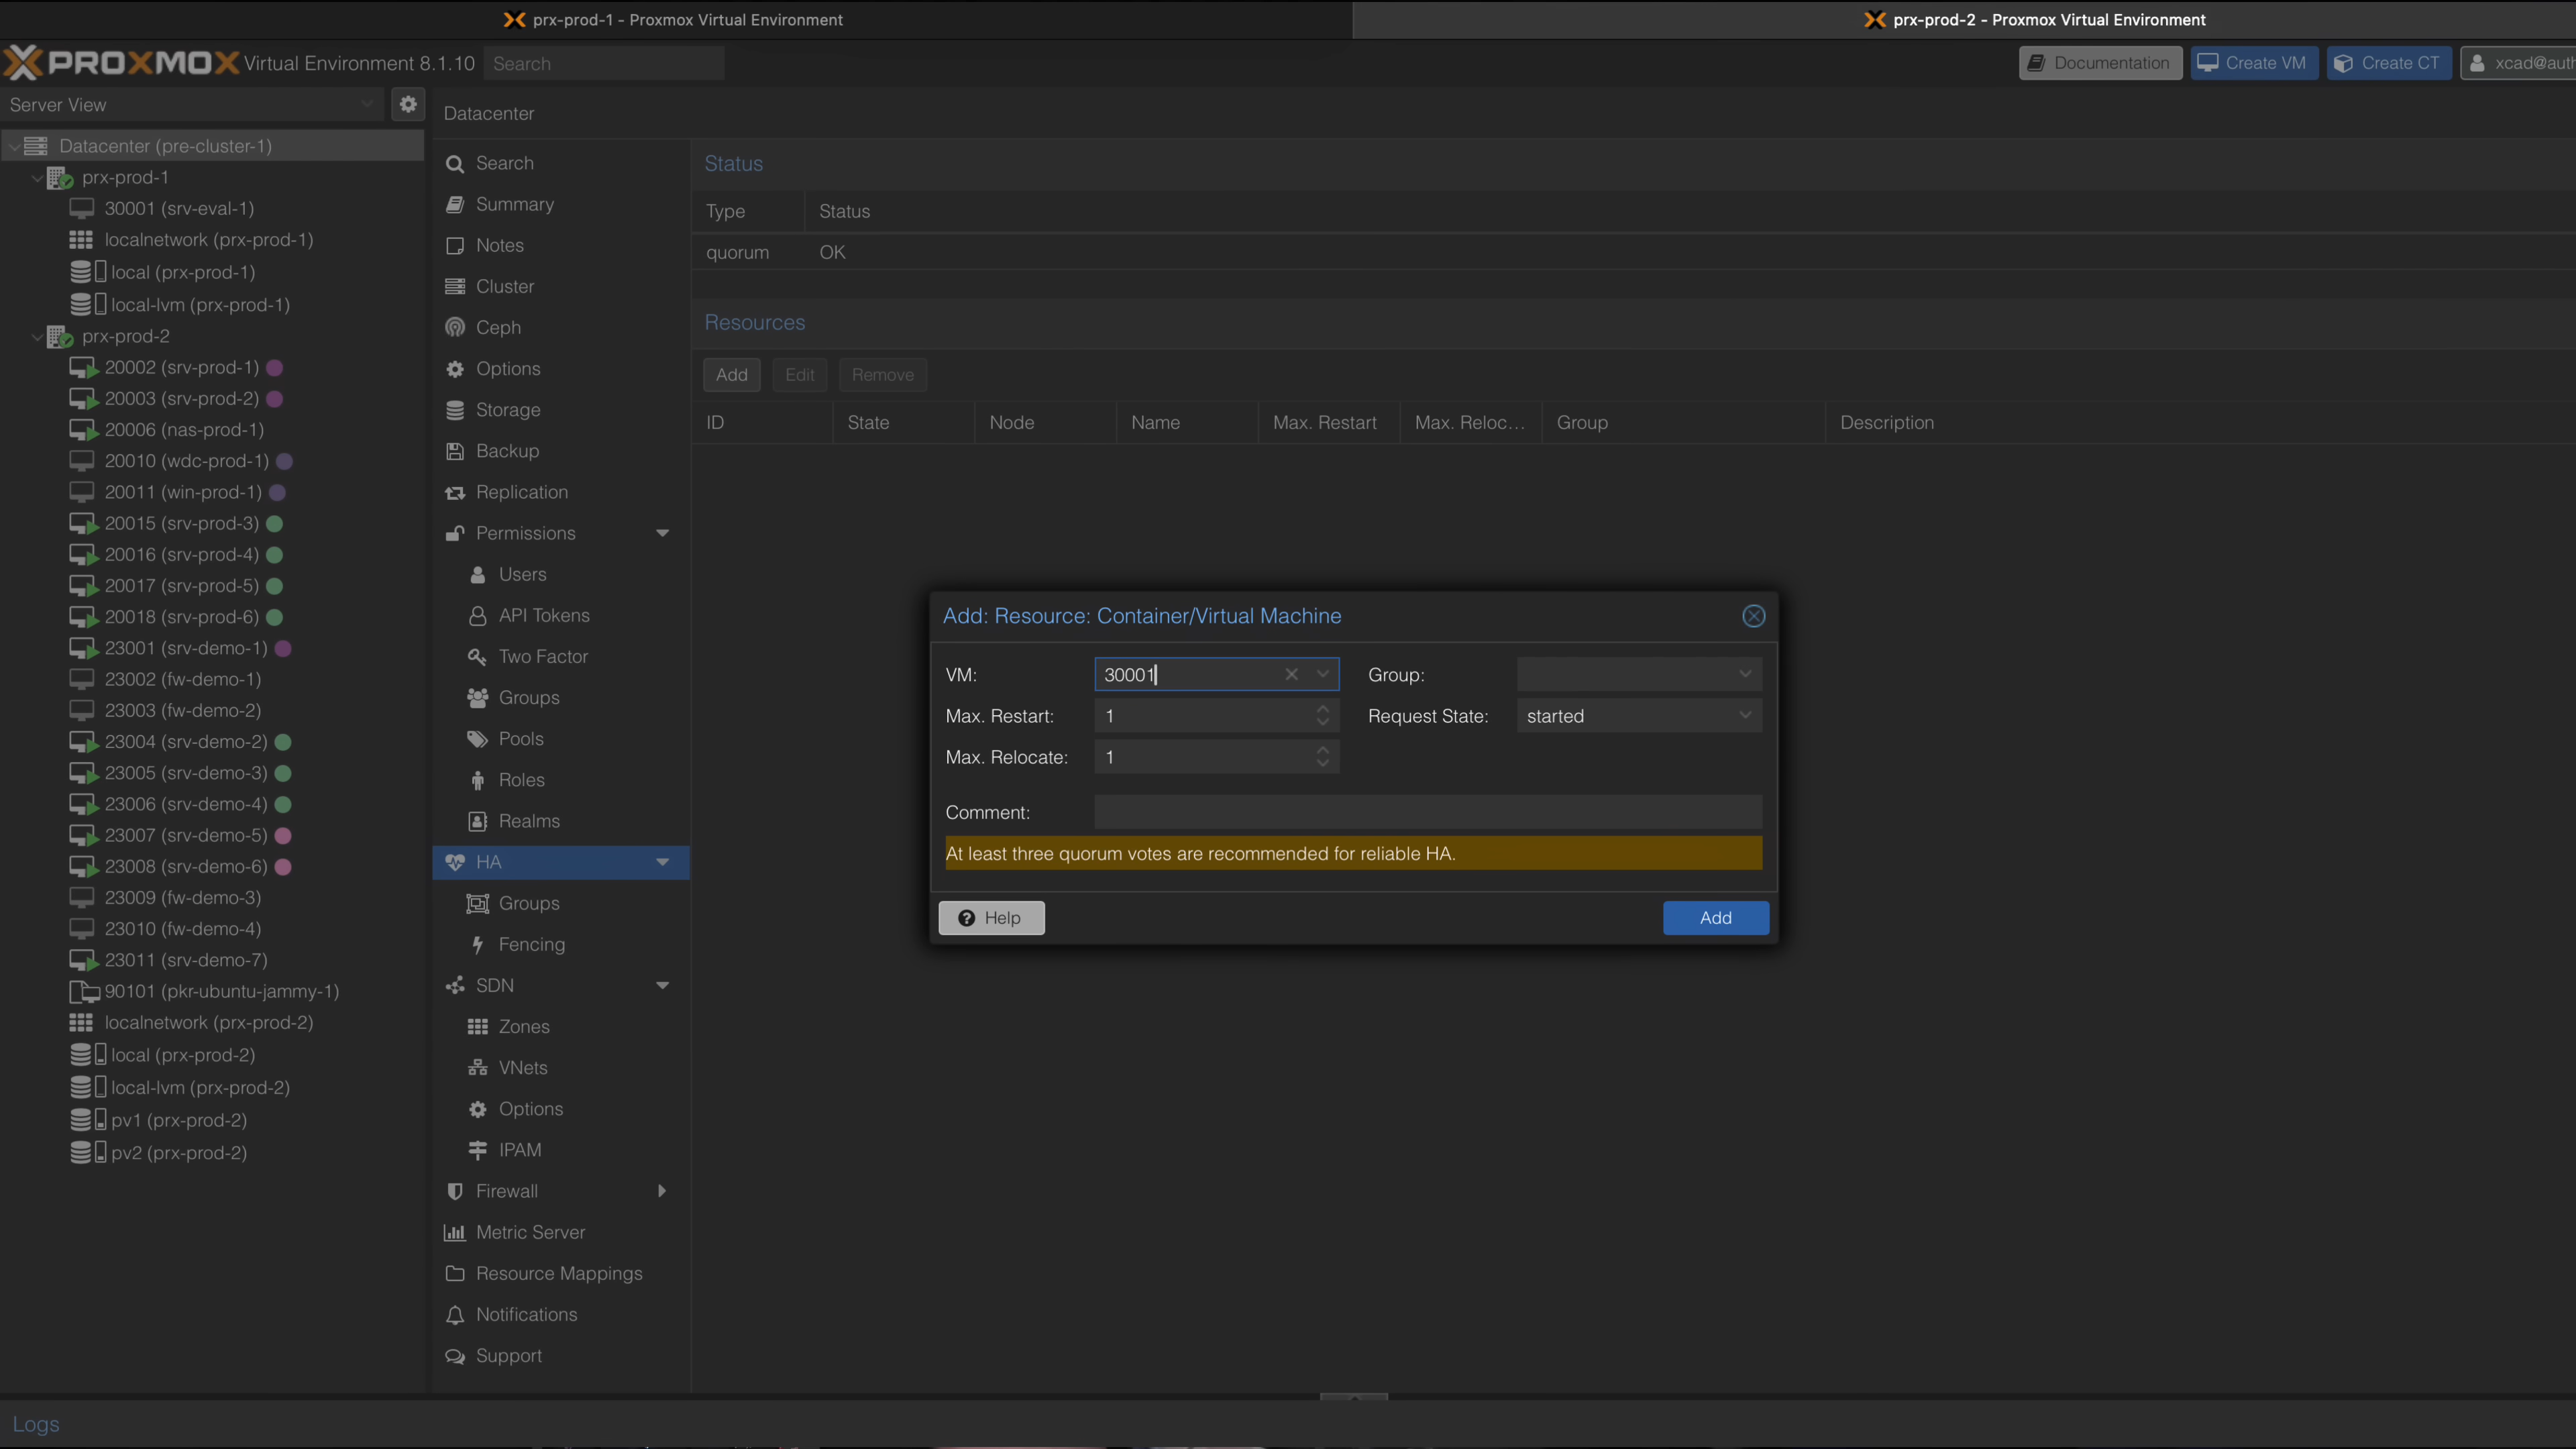 prx-prod-1 - Proxmox Virtual Environment
prx-prod-2 - Proxmox Virtual Environment
PROXMOX Virtual Environment 8.1.10
Search
Documentation
Create VM
Create CT
xcad@auth
Server View
Datacenter (pre-cluster-1)
prx-prod-1
30001 (srv-eval-1)
localnetwork (prx-prod-1)
local (prx-prod-1)
local-lvm (prx-prod-1)
prx-prod-2
20002 (srv-prod-1)
20003 (srv-prod-2)
20006 (nas-prod-1)
20010 (wdc-prod-1)
20011 (win-prod-1)
20015 (srv-prod-3)
20016 (srv-prod-4)
20017 (srv-prod-5)
20018 (srv-prod-6)
23001 (srv-demo-1)
23002 (fw-demo-1)
23003 (fw-demo-2)
23004 (srv-demo-2)
23005 (srv-demo-3)
23006 (srv-demo-4)
23007 (srv-demo-5)
23008 (srv-demo-6)
23009 (fw-demo-3)
23010 (fw-demo-4)
23011 (srv-demo-7)
90101 (pkr-ubuntu-jammy-1)
localnetwork (prx-prod-2)
local (prx-prod-2)
local-lvm (prx-prod-2)
pv1 (prx-prod-2)
pv2 (prx-prod-2)
Datacenter
Search
Summary
Notes
Cluster
Ceph
Options
Storage
Backup
Replication
Permissions
Users
API Tokens
Two Factor
Groups
Pools
Roles
Realms
HA
Groups
Fencing
SDN
Zones
VNets
Options
IPAM
Firewall
Metric Server
Resource Mappings
Notifications
Support
Status
Type Status
quorum OK
Resources
Add Edit Remove
ID State Node Name Max. Restart Max. Reloc... Group Description
Add: Resource: Container/Virtual Machine
VM: 30001 Group:
Max. Restart: 1 Request State: started
Max. Relocate: 1
Comment:
At least three quorum votes are recommended for reliable HA.
Help Add
Logs